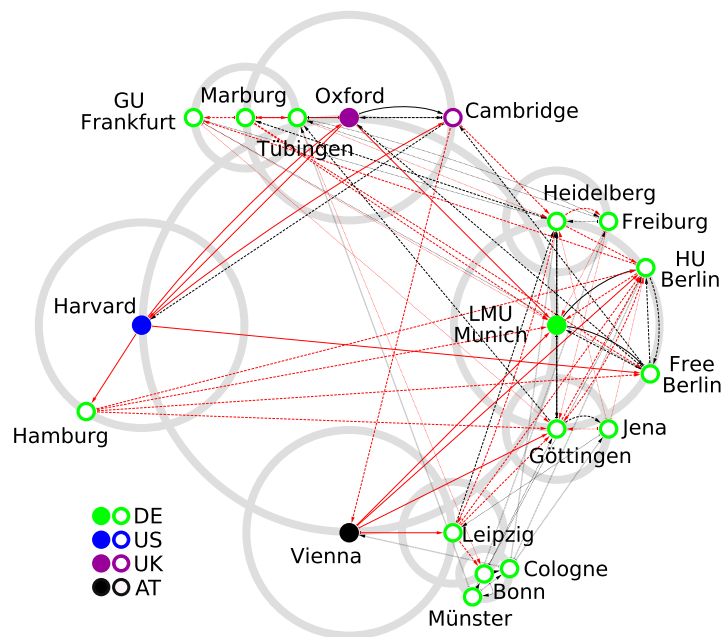 GU
Frankfurt
Marburg
Oxford
Cambridge
Tübingen
Heidelberg
Freiburg
HU
Berlin
Harvard
LMU
Munich
Free
Berlin
Hamburg
Jena
Göttingen
Vienna
Leipzig
Cologne
Bonn
Münster
DE
US
UK
AT